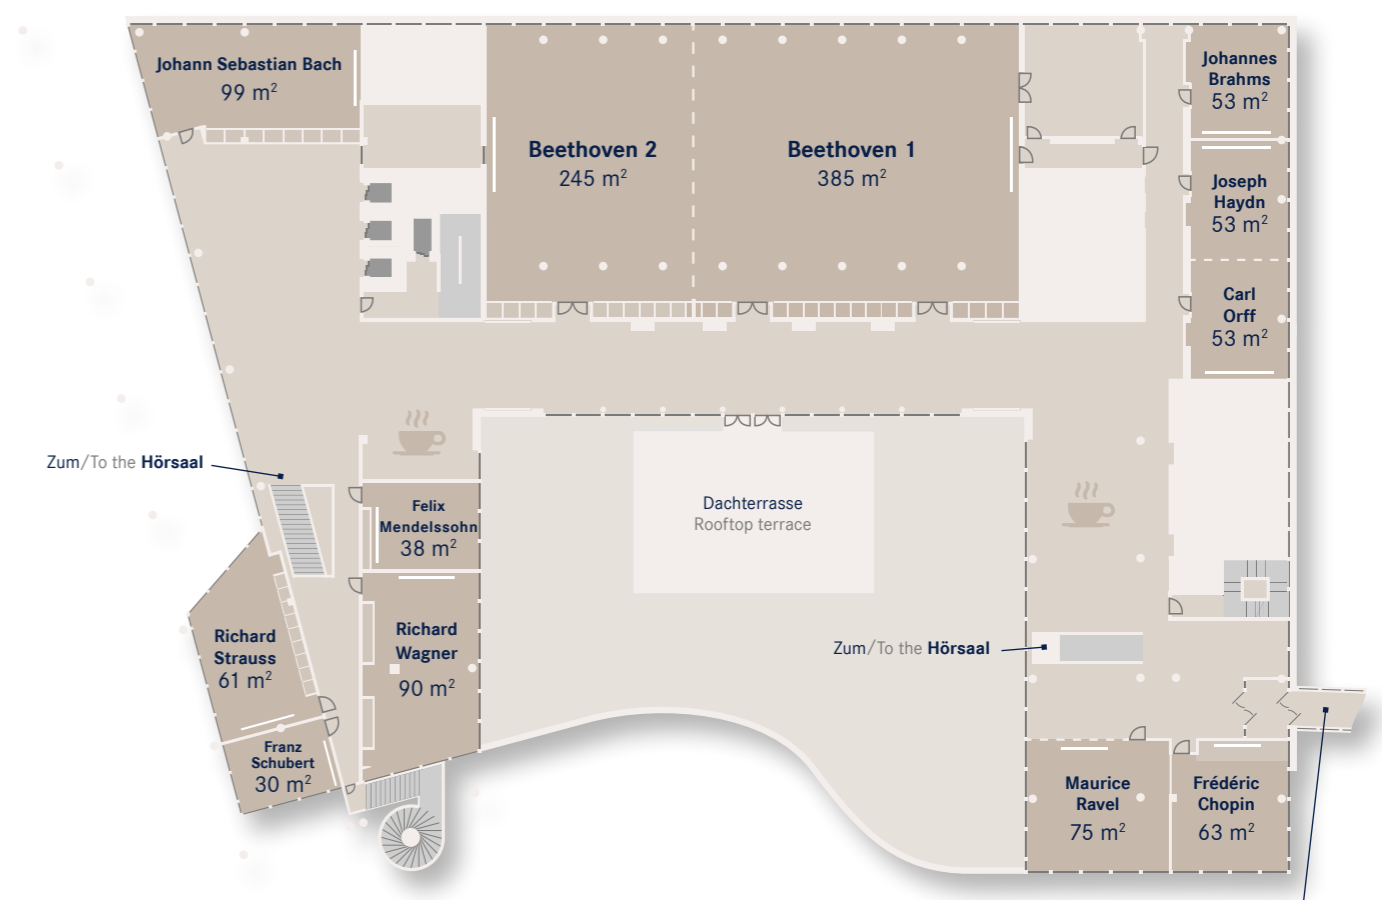 Johann Sebastian Bach
99 m²
Beethoven 2
245 m²
Beethoven 1
385 m²
Johannes
Brahms
53 m²
Joseph
Haydn
53 m²
Carl
Orff
53 m²
Zum/To the Hörsaal
Felix
Mendelssohn
38 m²
Dachterrasse
Rooftop terrace
Richard
Strauss
61 m²
Richard
Wagner
90 m²
Zum/To the Hörsaal
Franz
Schubert
30 m²
Maurice
Ravel
75 m²
Frédéric
Chopin
63 m²